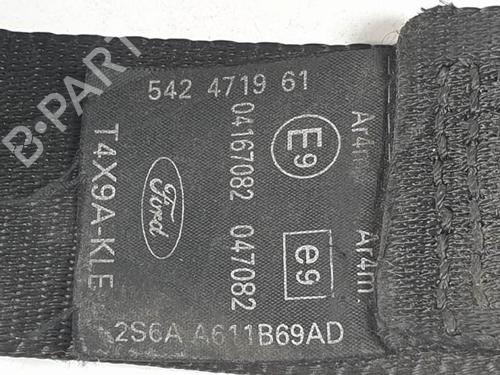 542 4719 61
Ar4m
E9
04167082
Ford
T4X9A-KLE
Ar4m.
e9
047082
2S6A A611B69AD
B-PART